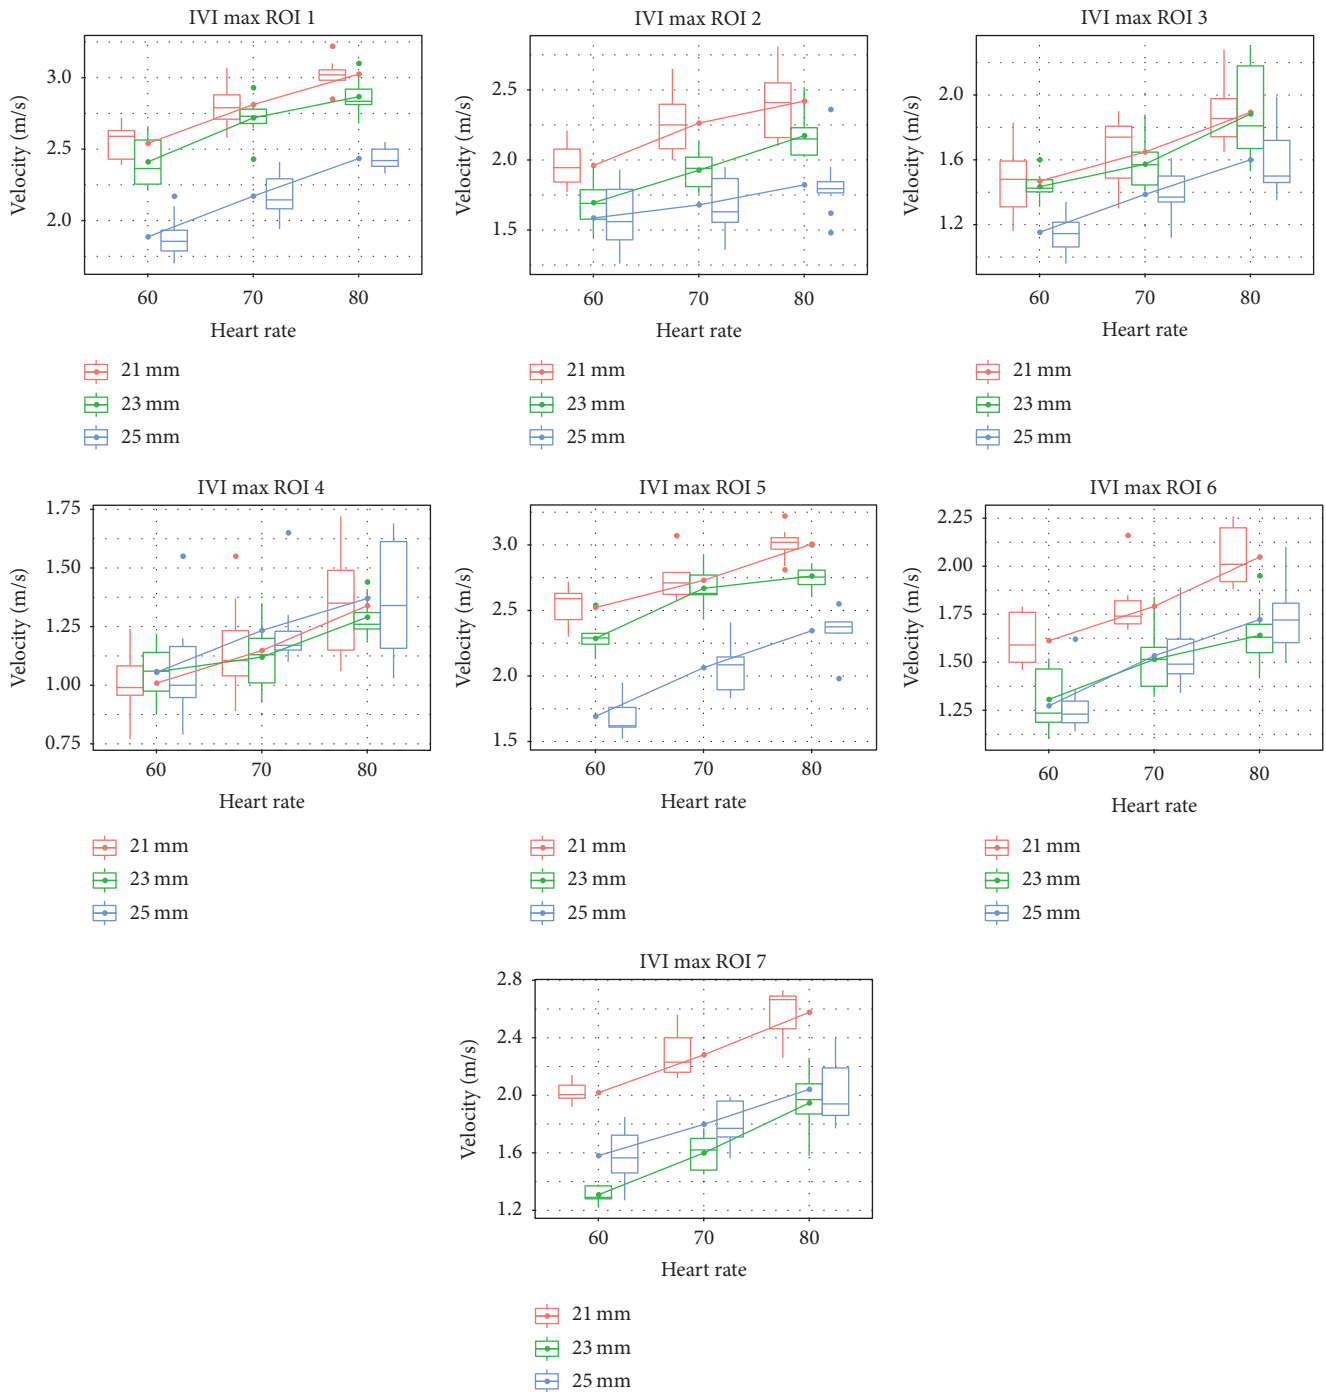 IVI max ROI 1
Velocity (m/s)
3.0
2.5
2.0
60 70 80
Heart rate
21 mm
23 mm
25 mm
IVI max ROI 2
Velocity (m/s)
2.5
2.0
1.5
60 70 80
Heart rate
21 mm
23 mm
25 mm
IVI max ROI 3
Velocity (m/s)
2.0
1.6
1.2
60 70 80
Heart rate
21 mm
23 mm
25 mm
IVI max ROI 4
Velocity (m/s)
1.75
1.50
1.25
1.00
0.75
60 70 80
Heart rate
21 mm
23 mm
25 mm
IVI max ROI 5
Velocity (m/s)
3.0
2.5
2.0
1.5
60 70 80
Heart rate
21 mm
23 mm
25 mm
IVI max ROI 6
Velocity (m/s)
2.25
2.00
1.75
1.50
1.25
60 70 80
Heart rate
21 mm
23 mm
25 mm
IVI max ROI 7
Velocity (m/s)
2.8
2.4
2.0
1.6
1.2
60 70 80
Heart rate
21 mm
23 mm
25 mm